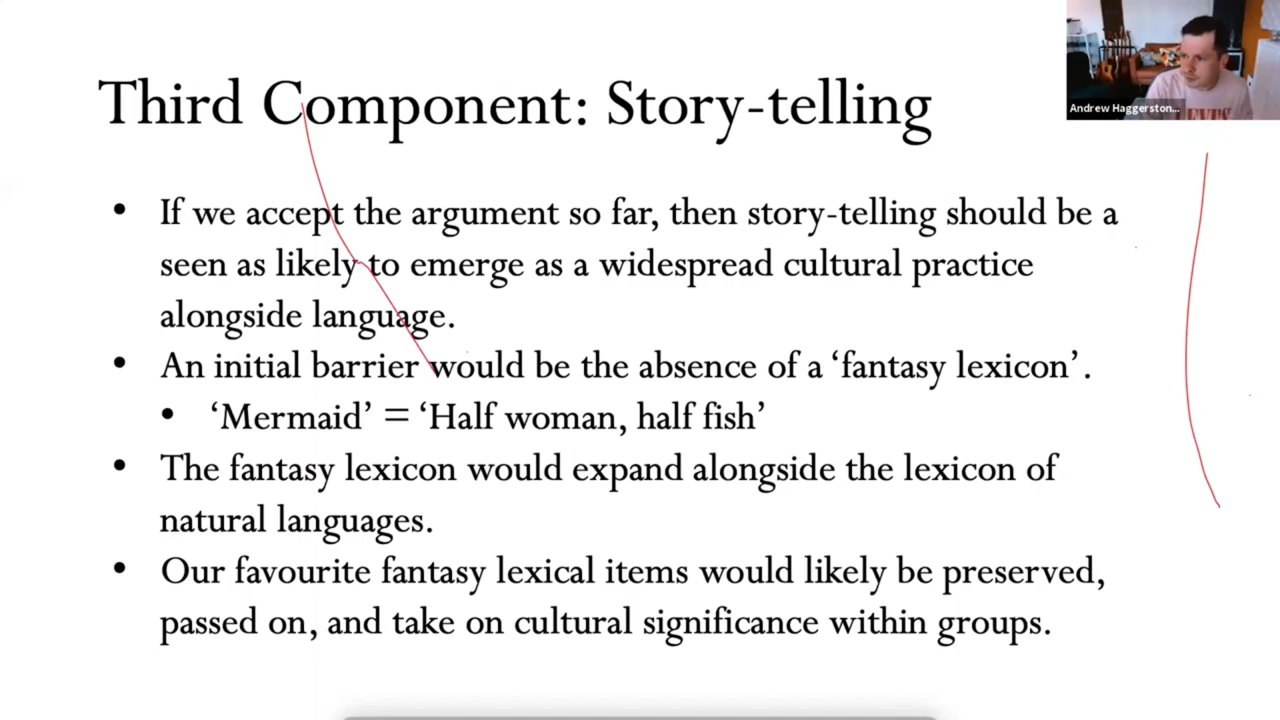 Third Component: Story-telling
Andrew Haggerston...
• If we accept the argument so far, then story-telling should be a
seen as likely to emerge as a widespread cultural practice
alongside language.
• An initial barrier would be the absence of a ‘fantasy lexicon’.
• ‘Mermaid’ = ‘Half woman, half fish’
• The fantasy lexicon would expand alongside the lexicon of
natural languages.
• Our favourite fantasy lexical items would likely be preserved,
passed on, and take on cultural significance within groups.